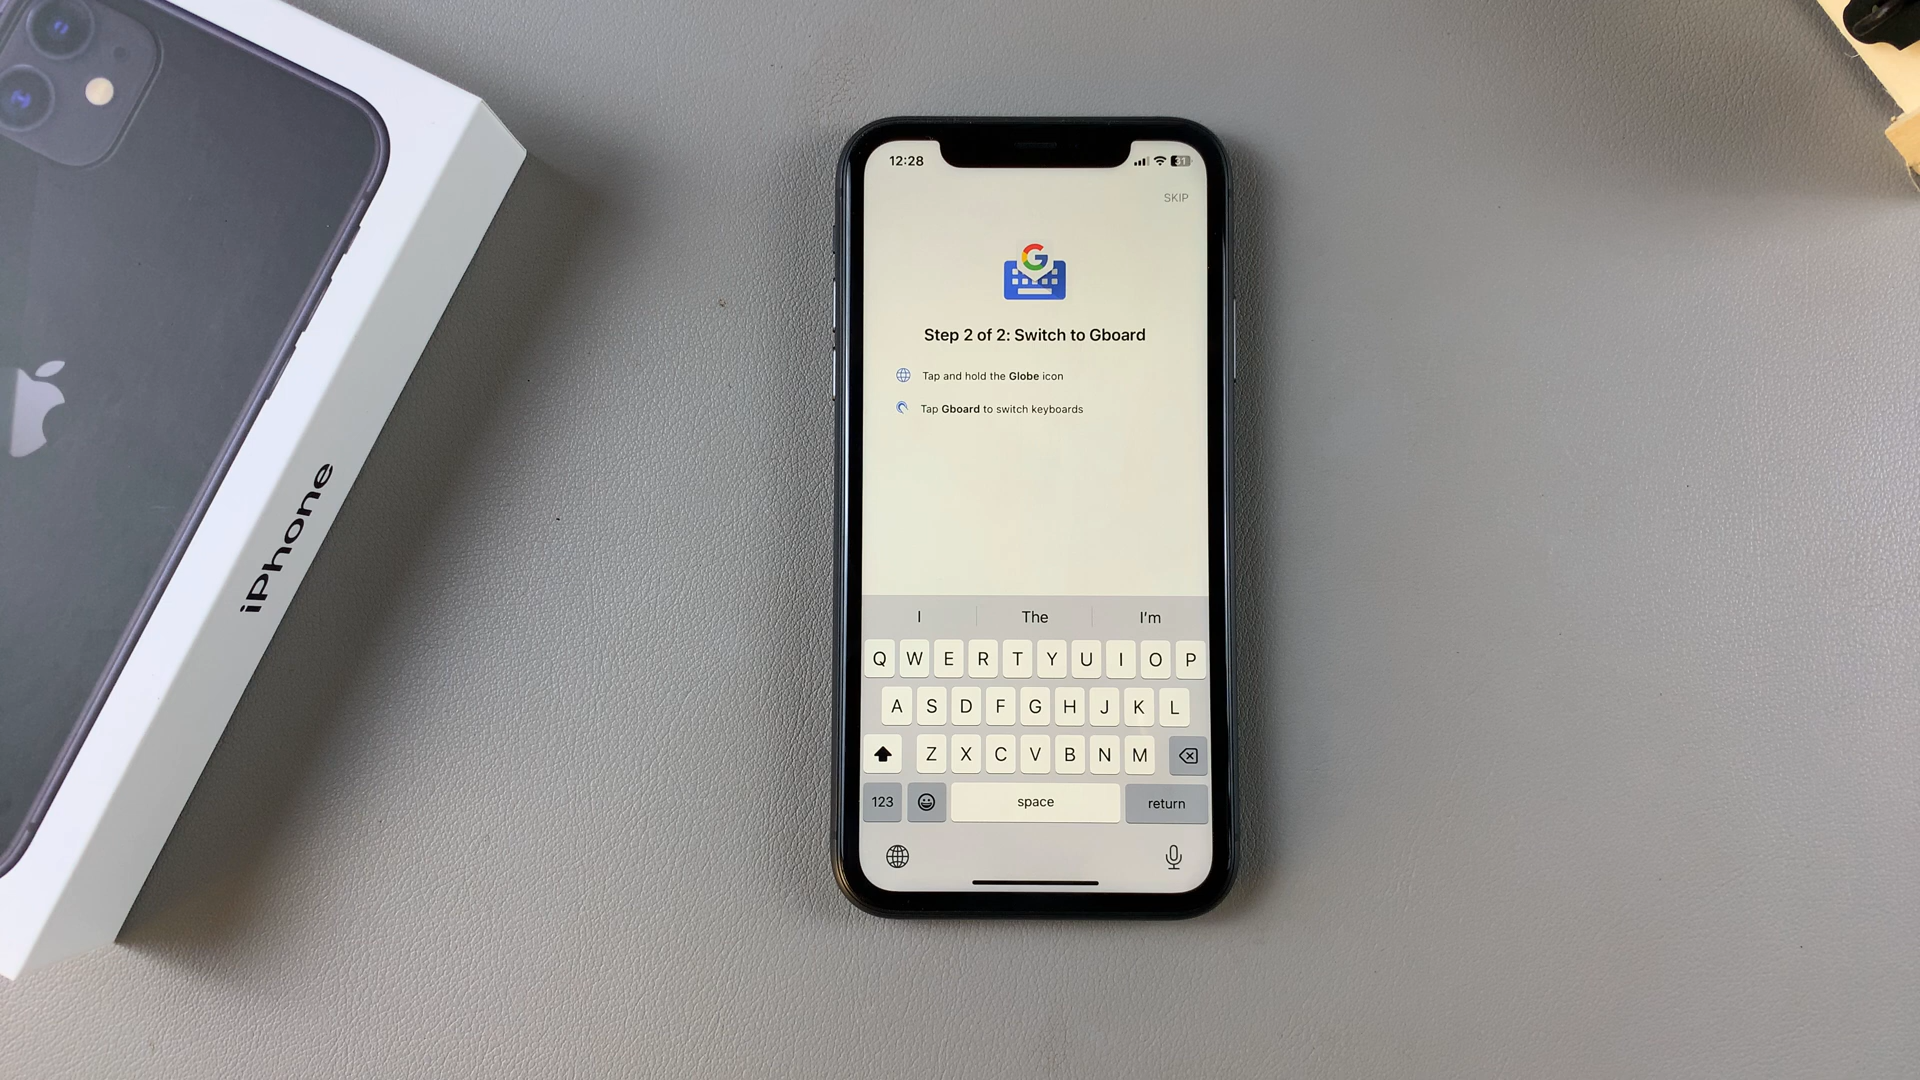 iPhone
12:28
31
SKIP
G
Step 2 of 2: Switch to Gboard
Tap and hold the Globe icon
Tap Gboard to switch keyboards
I The I'm
Q W E R T Y U I O P
A S D F G H J K L
Z X C V B N M
123 space return